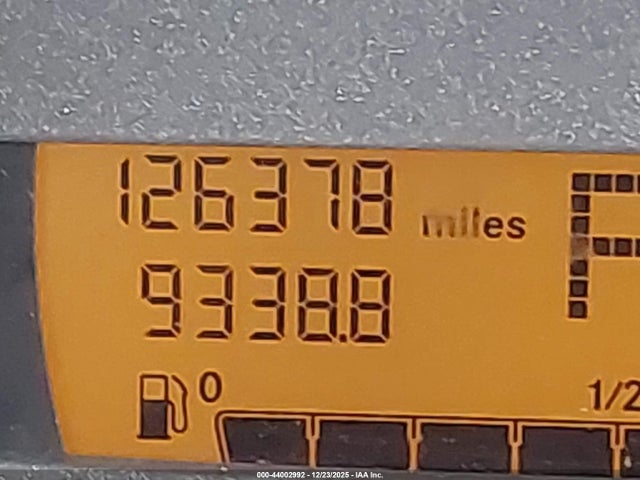 126378 miles
9338.8
0 1/2
P
000-44002992 - 12/23/2025 - IAA Inc.